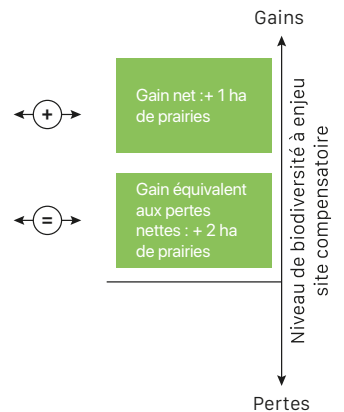 Gains
+
Gain net :+ 1 ha
de prairies
=
Gain équivalent
aux pertes
nettes : + 2 ha
de prairies
Niveau de biodiversité à enjeu
site compensatoire
Pertes